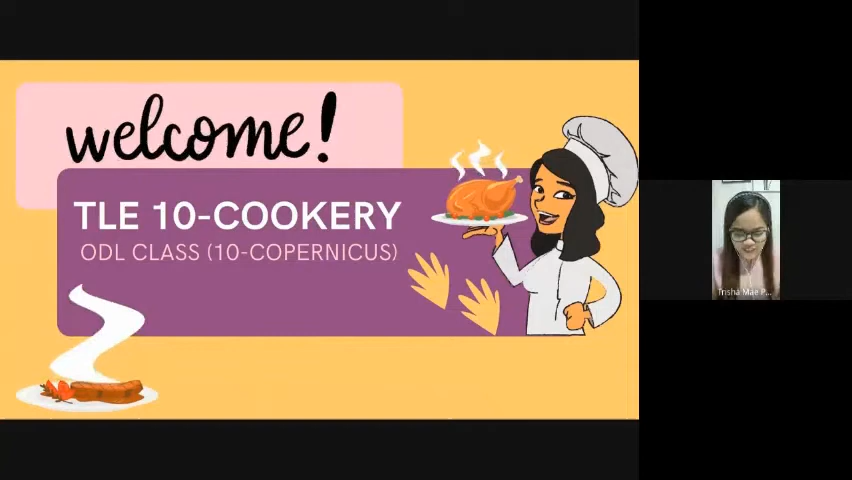 welcome!
TLE 10-COOKERY
ODL CLASS (10-COPERNICUS)
Trisha Mae P...